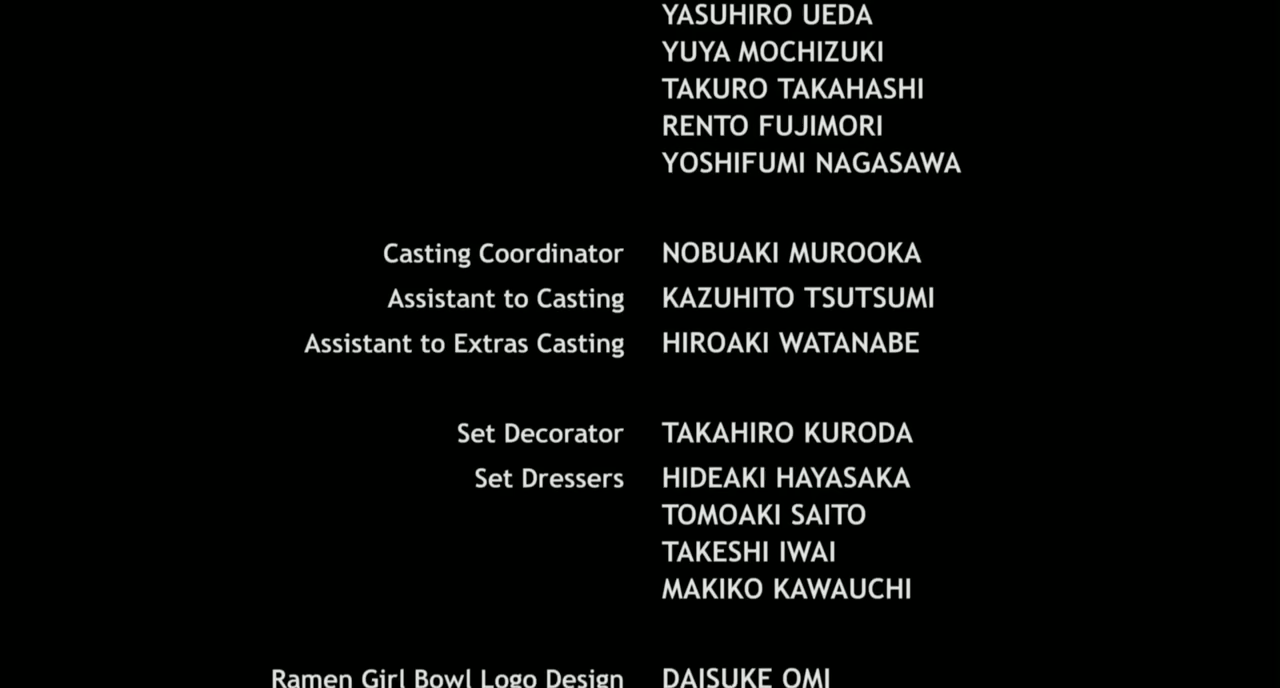 YASUHIRO UEDA
YUYA MOCHIZUKI
TAKURO TAKAHASHI
RENTO FUJIMORI
YOSHIFUMI NAGASAWA
Casting Coordinator NOBUAKI MUROOKA
Assistant to Casting KAZUHITO TSUTSUMI
Assistant to Extras Casting HIROAKI WATANABE
Set Decorator TAKAHIRO KURODA
Set Dressers HIDEAKI HAYASAKA
TOMOAKI SAITO
TAKESHI IWAI
MAKIKO KAWAUCHI
Ramen Girl Bowl Logo Design DAISUKE OMI